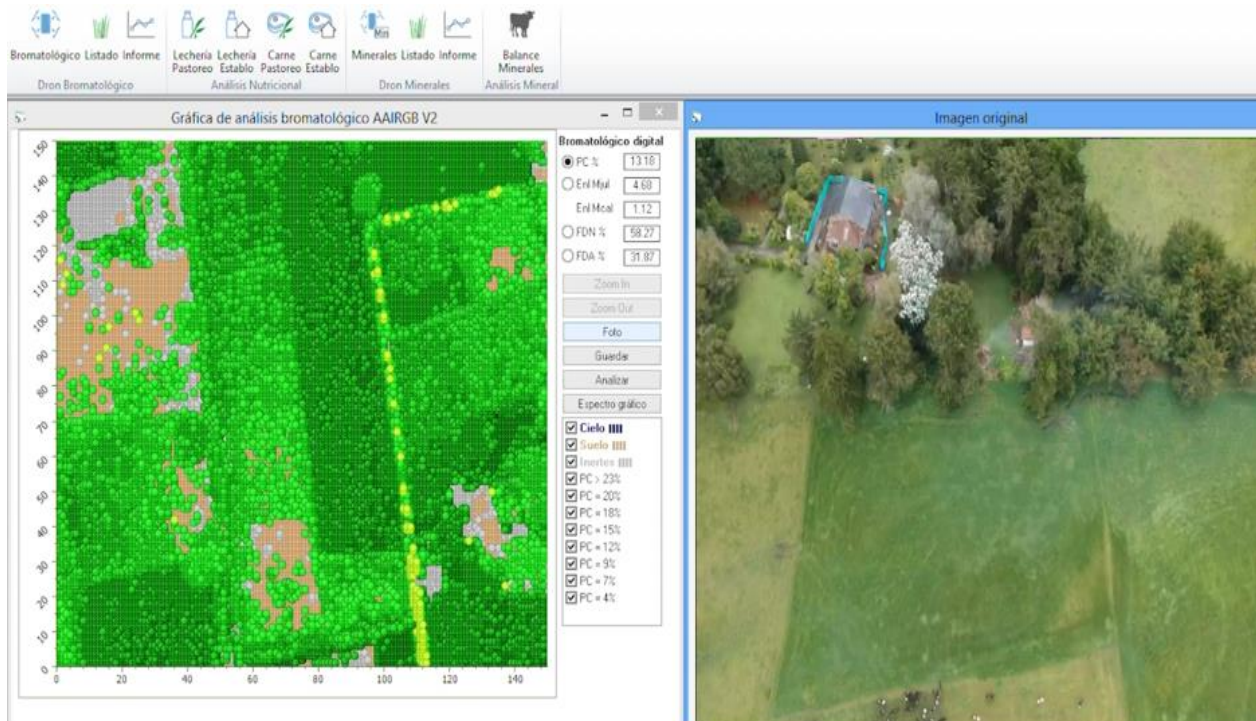 Bromatológico Listado Informe
Lechería Pastoreo
Lechería Establo
Carne Pastoreo
Carne Establo
Min
Minerales Listado Informe
Balance Minerales
Dron Bromatológico
Análisis Nutricional
Dron Minerales
Análisis Mineral
Gráfica de análisis bromatológico AAIRGB V2
150
140
130
120
110
100
90
80
70
60
50
40
30
20
10
0
0 20 40 60 80 100 120 140
Bromatológico digital
PC % 13.18
Enl Mjul 4.68
Enl Mcal 1.12
FDN % 58.27
FDA % 31.87
Zoom In
Zoom Out
Foto
Guardar
Analizar
Espectro gráfico
Cielo
Suelo
Inertes
PC > 23%
PC = 20%
PC = 18%
PC = 15%
PC = 12%
PC = 9%
PC = 7%
PC = 4%
Imagen original